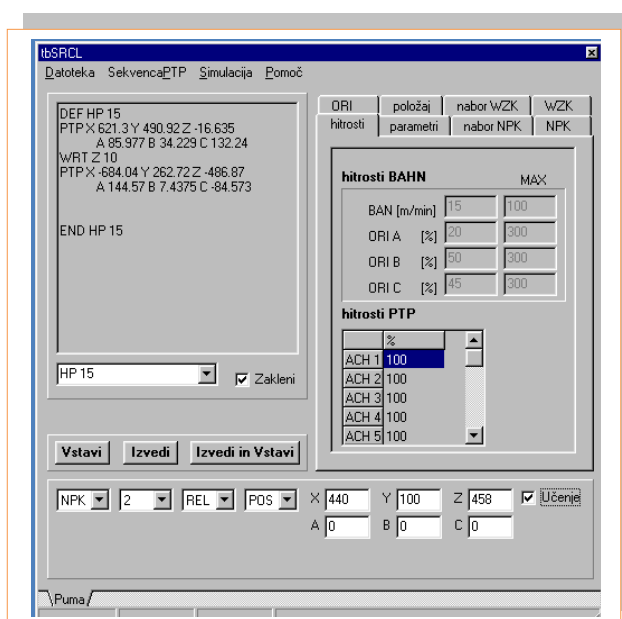 tbSRCL
Datoteka SekvencaPTP Simulacija Pomoč
DEF HP 15
PTP X 621.3 Y 490.92 Z -16.635
A 85.977 B 34.229 C 132.24
WRT Z 10
PTP X -684.04 Y 262.72 Z -486.87
A 144.57 B 7.4375 C -84.573
END HP 15
HP 15
Zakleni
Vstavi Izvedi Izvedi in Vstavi
ORI položaj nabor WZK WZK
hitrosti parametri nabor NPK NPK
hitrosti BAHN MAX
BAN [m/min] 15 100
ORI A [%] 20 300
ORI B [%] 50 300
ORI C [%] 45 300
hitrosti PTP
%
ACH 1 100
ACH 2 100
ACH 3 100
ACH 4 100
ACH 5 100
NPK 2 REL POS X 440 Y 100 Z 458 Učenje
A 0 B 0 C 0
Puma